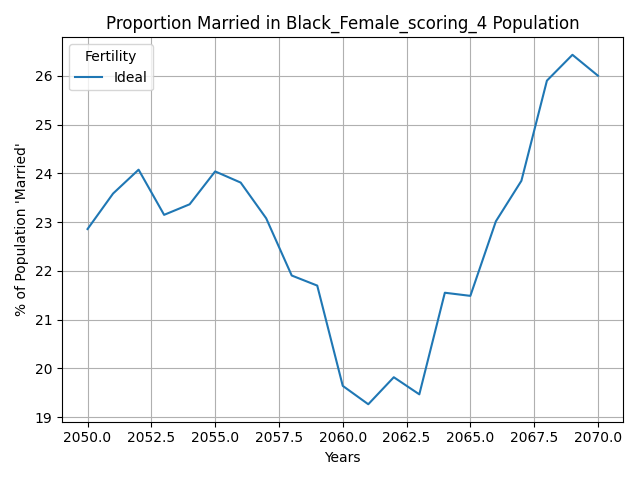 Proportion Married in Black_Female_scoring_4 Population
Fertility
Ideal
% of Population 'Married'
26
25
24
23
22
21
20
19
2050.0 2052.5 2055.0 2057.5 2060.0 2062.5 2065.0 2067.5 2070.0
Years